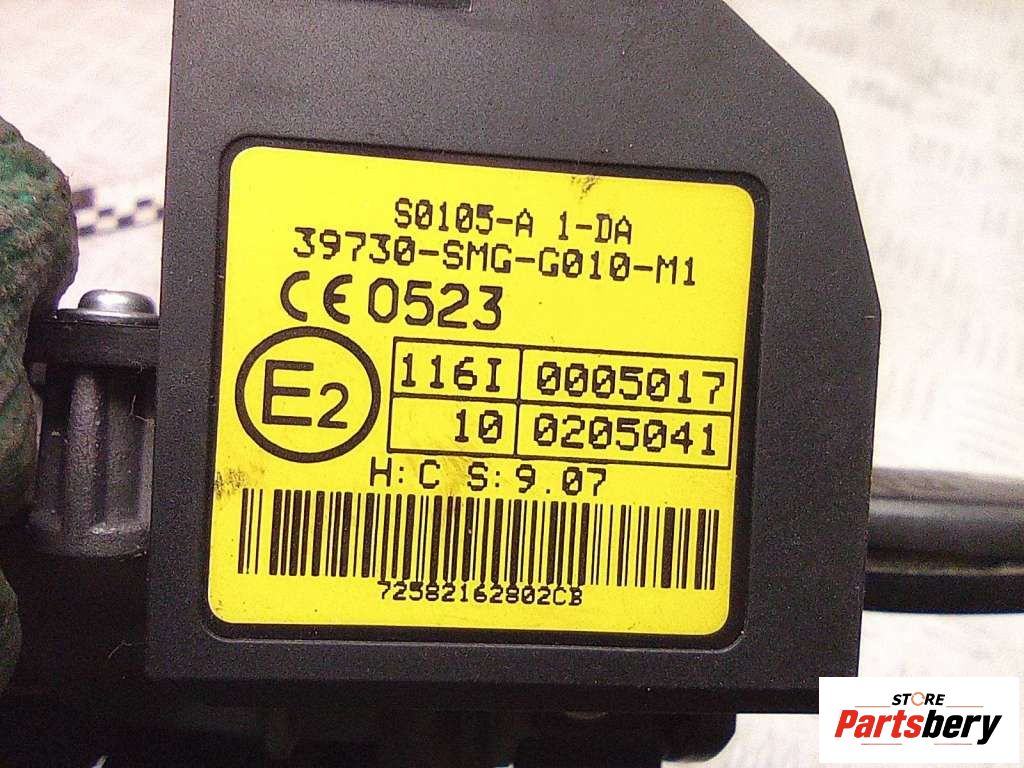 S0105-A 1-DA
39730-SMG-G010-M1
CE 0523
E2
116I 0005017
10 0205041
H:C S:9.07
72582162802CB
STORE
Partsbery